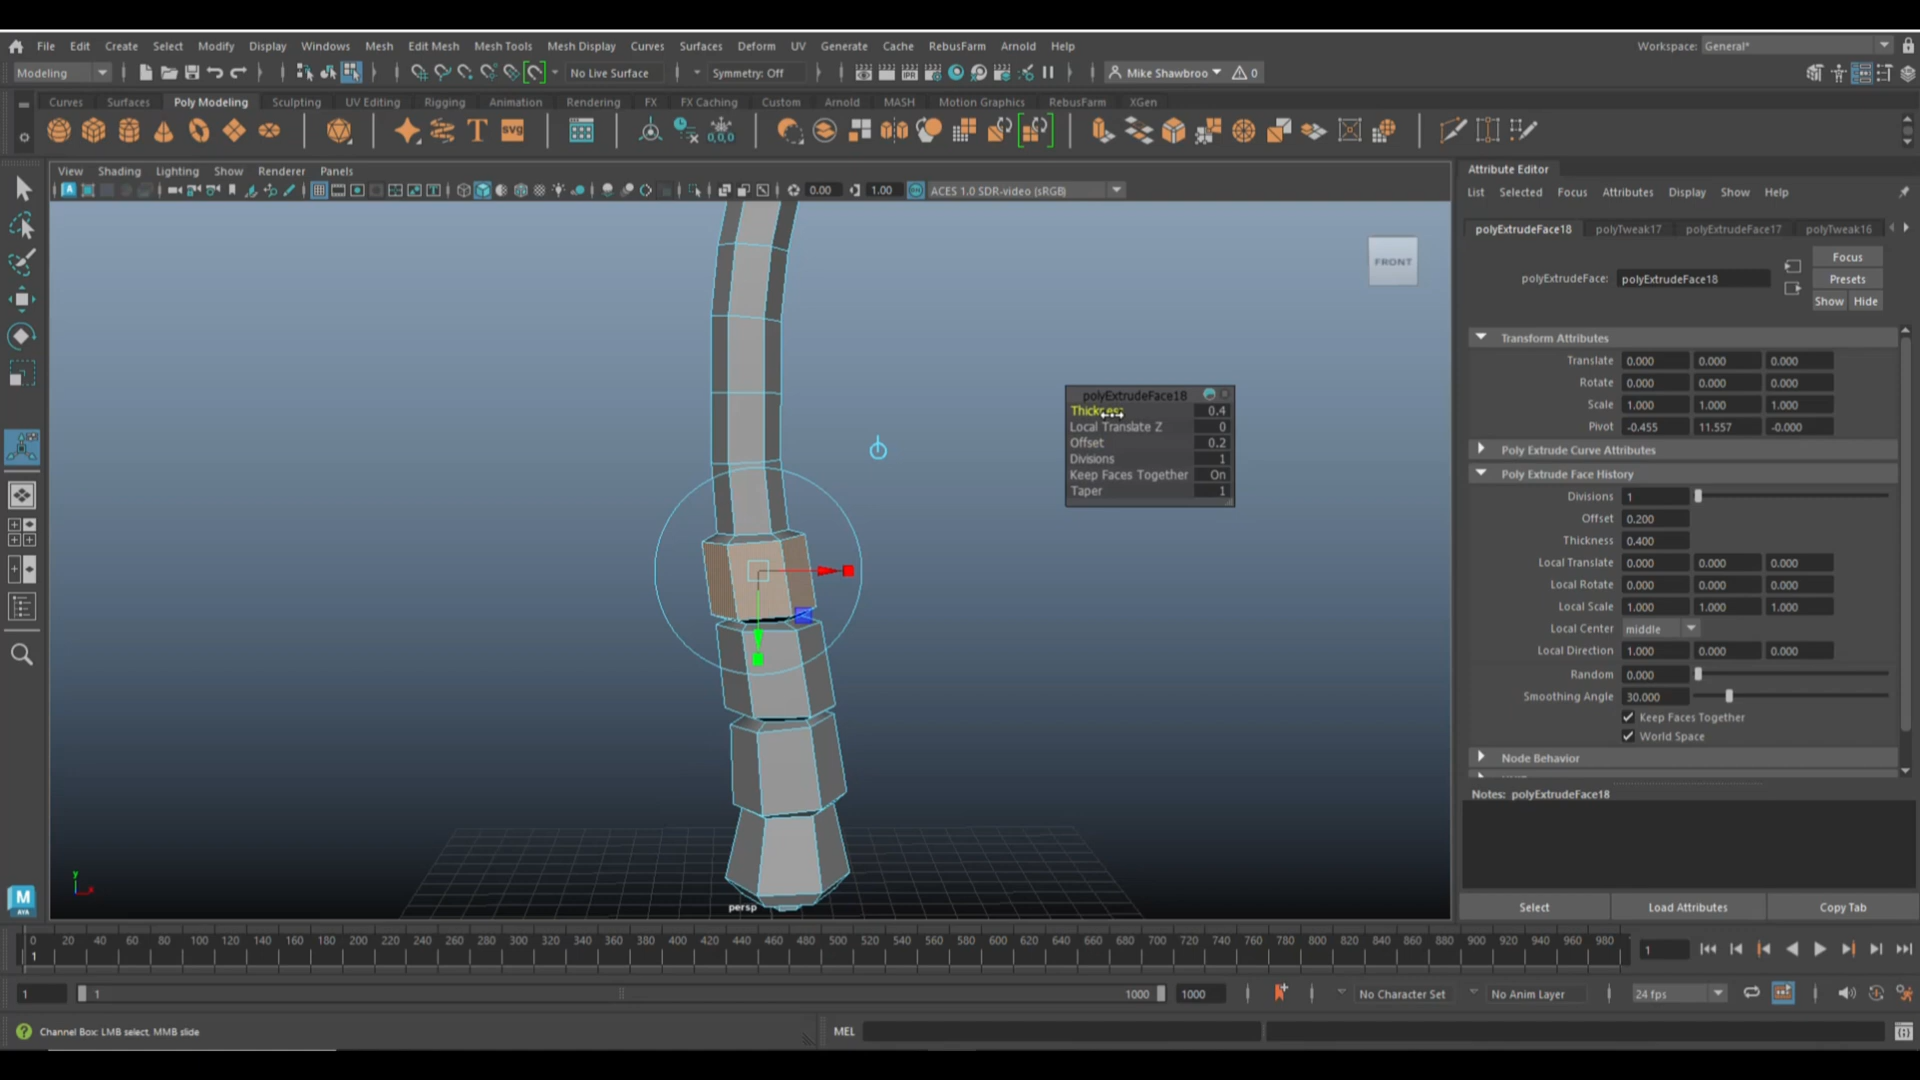 File Edit Create Select Modify Display Windows Mesh Edit Mesh Mesh Tools Mesh Display Curves Surfaces Deform UV Generate Cache RebusFarm Arnold Help Workspace: General*
Modeling No Live Surface Symmetry: Off IPR Mike Shawbroo 0
Curves Surfaces Poly Modeling Sculpting UV Editing Rigging Animation Rendering FX FX Caching Custom Arnold MASH Motion Graphics RebusFarm XGen
T SVG 0,0,0
View Shading Lighting Show Renderer Panels
0.00 1.00 ACES 1.0 SDR-video (sRGB)
FRONT
polyExtrudeFace18
Thickness 0.4
Local Translate Z 0
Offset 0.2
Divisions 1
Keep Faces Together On
Taper 1
y
x
persp
M
AYA
Attribute Editor
List Selected Focus Attributes Display Show Help
polyExtrudeFace18 polyTweak17 polyExtrudeFace17 polyTweak16
polyExtrudeFace: polyExtrudeFace18
Focus
Presets
Show Hide
Transform Attributes
Translate 0.000 0.000 0.000
Rotate 0.000 0.000 0.000
Scale 1.000 1.000 1.000
Pivot -0.455 11.557 -0.000
Poly Extrude Curve Attributes
Poly Extrude Face History
Divisions 1
Offset 0.200
Thickness 0.400
Local Translate 0.000 0.000 0.000
Local Rotate 0.000 0.000 0.000
Local Scale 1.000 1.000 1.000
Local Center middle
Local Direction 1.000 0.000 0.000
Random 0.000
Smoothing Angle 30.000
Keep Faces Together
World Space
Node Behavior
Notes: polyExtrudeFace18
Select Load Attributes Copy Tab
0 20 40 60 80 100 120 140 160 180 200 220 240 260 280 300 320 340 360 380 400 420 440 460 480 500 520 540 560 580 600 620 640 660 680 700 720 740 760 780 800 820 840 860 880 900 920 940 960 980
1 1
1 1 1000 1000 No Character Set No Anim Layer 24 fps
Channel Box: LMB select, MMB slide MEL